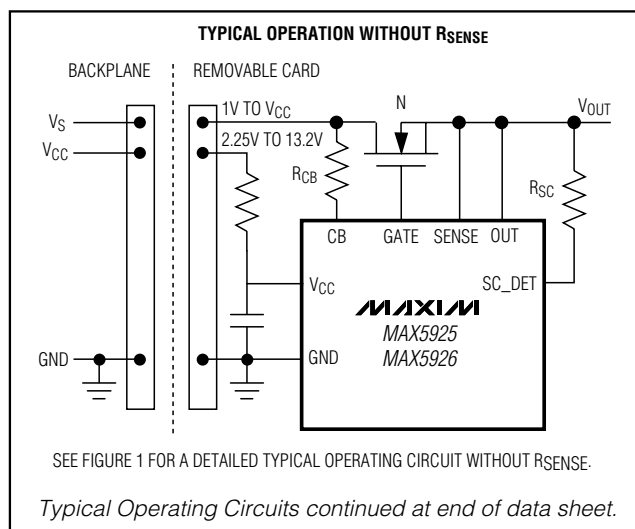 TYPICAL OPERATION WITHOUT RSENSE
BACKPLANE
REMOVABLE CARD
1V TO VCC
N
VOUT
VS
VCC
2.25V TO 13.2V
RCB
RSC
CB
GATE
SENSE
OUT
VCC
SC_DET
MAXIM
MAX5925
MAX5926
GND
GND
SEE FIGURE 1 FOR A DETAILED TYPICAL OPERATING CIRCUIT WITHOUT RSENSE.
Typical Operating Circuits continued at end of data sheet.